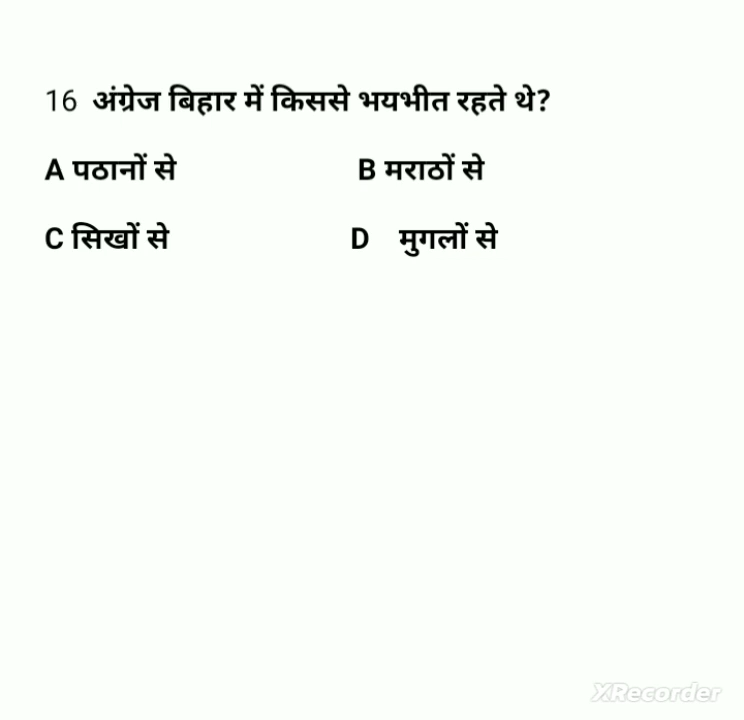 16 अंग्रेज बिहार में किससे भयभीत रहते थे?
A पठानों से B मराठों से
C सिखों से D मुगलों से
XRecorder